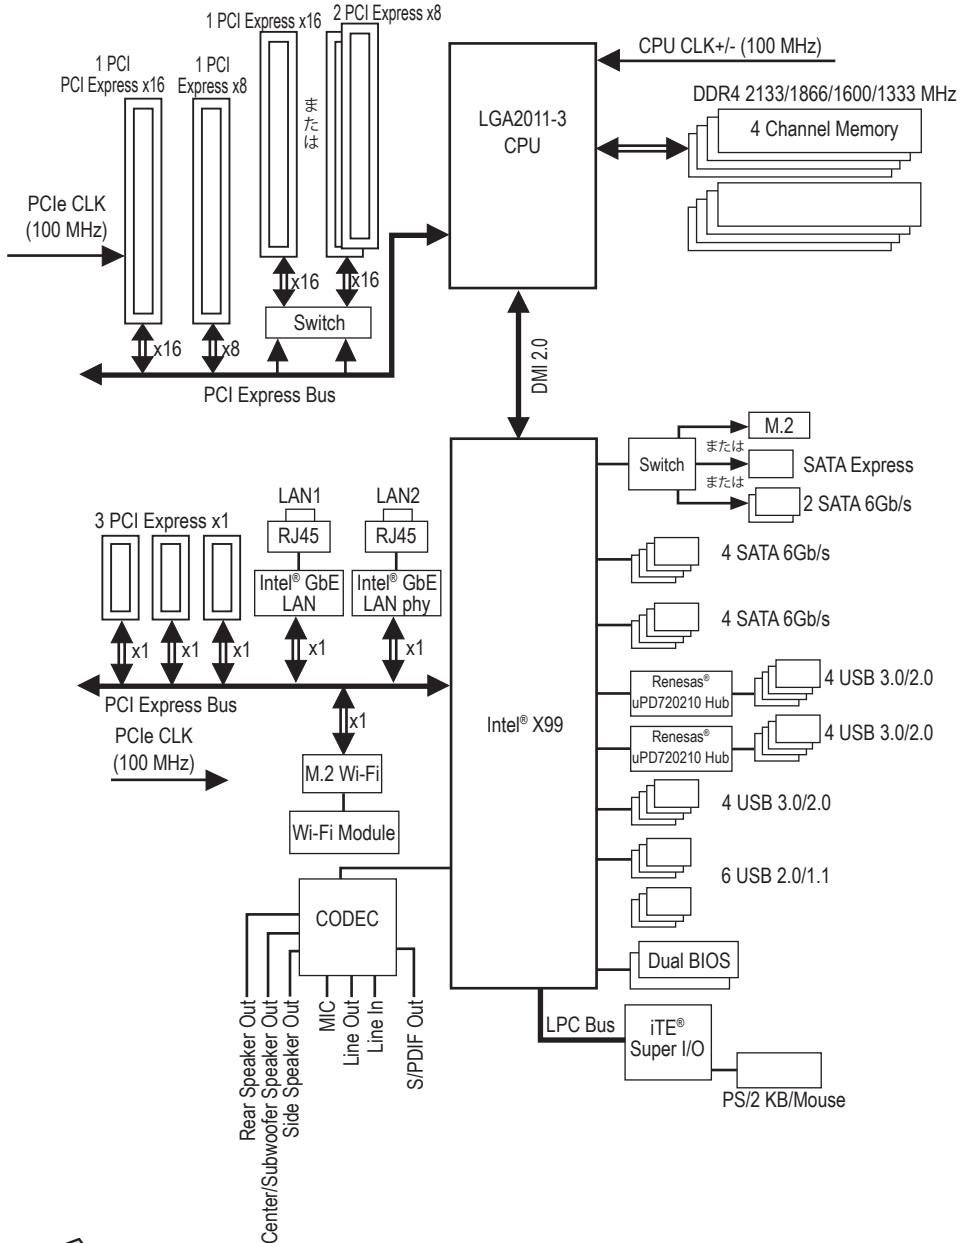 1 PCI Express x16
2 PCI Express x8
1 PCI
PCI Express x16
1 PCI
Express x8
または
PCIe CLK
(100 MHz)
x16
x8
x16
x16
Switch
PCI Express Bus
LGA2011-3
CPU
CPU CLK+/- (100 MHz)
DDR4 2133/1866/1600/1333 MHz
4 Channel Memory
DMI 2.0
Intel® X99
Switch
M.2
または
SATA Express
または
2 SATA 6Gb/s
4 SATA 6Gb/s
4 SATA 6Gb/s
Renesas®
uPD720210 Hub
4 USB 3.0/2.0
Renesas®
uPD720210 Hub
4 USB 3.0/2.0
4 USB 3.0/2.0
6 USB 2.0/1.1
Dual BIOS
LPC Bus
iTE®
Super I/O
PS/2 KB/Mouse
3 PCI Express x1
LAN1
RJ45
Intel® GbE
LAN
LAN2
RJ45
Intel® GbE
LAN phy
x1
x1
x1
x1
x1
PCI Express Bus
PCIe CLK
(100 MHz)
x1
M.2 Wi-Fi
Wi-Fi Module
CODEC
Rear Speaker Out
Center/Subwoofer Speaker Out
Side Speaker Out
MIC
Line Out
Line In
S/PDIF Out